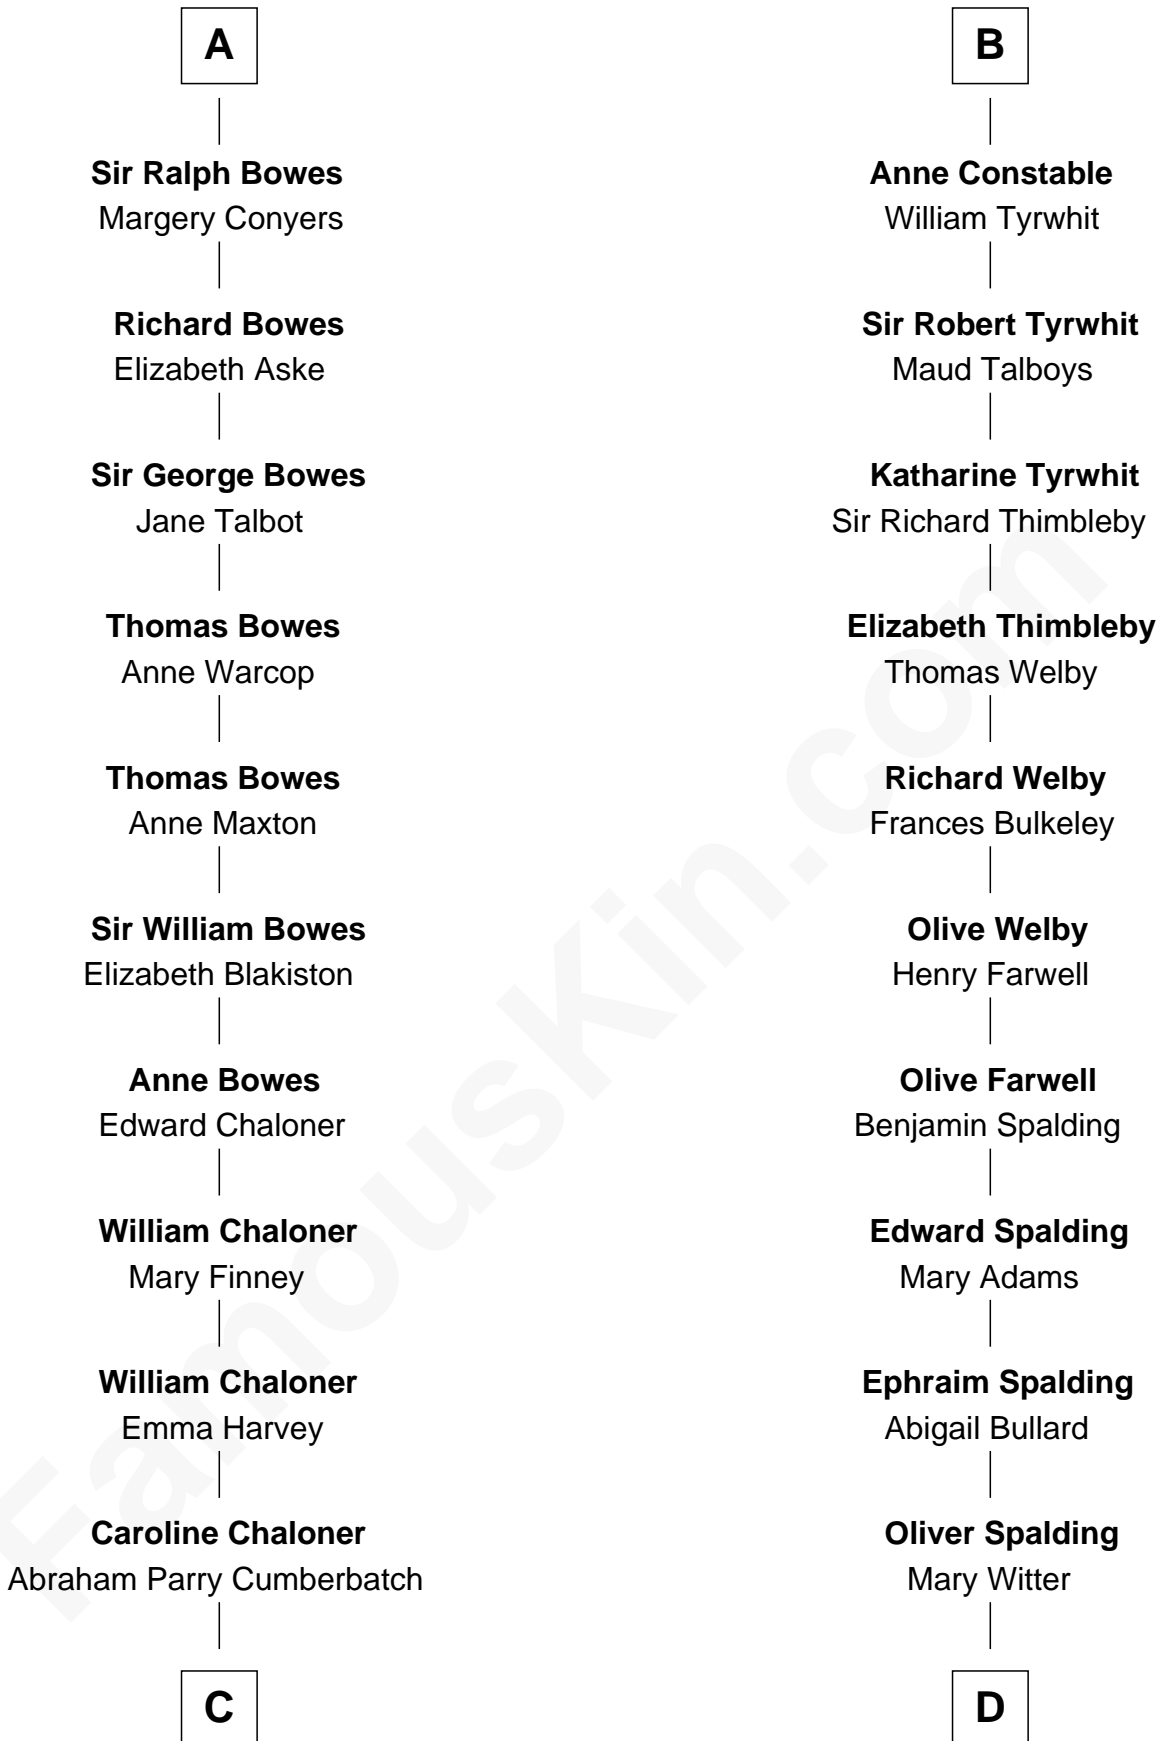 A
Sir Ralph Bowes
Margery Conyers
Richard Bowes
Elizabeth Aske
Sir George Bowes
Jane Talbot
Thomas Bowes
Anne Warcop
Thomas Bowes
Anne Maxton
Sir William Bowes
Elizabeth Blakiston
Anne Bowes
Edward Chaloner
William Chaloner
Mary Finney
William Chaloner
Emma Harvey
Caroline Chaloner
Abraham Parry Cumberbatch
C
B
Anne Constable
William Tyrwhit
Sir Robert Tyrwhit
Maud Talboys
Katharine Tyrwhit
Sir Richard Thimbleby
Elizabeth Thimbleby
Thomas Welby
Richard Welby
Frances Bulkeley
Olive Welby
Henry Farwell
Olive Farwell
Benjamin Spalding
Edward Spalding
Mary Adams
Ephraim Spalding
Abigail Bullard
Oliver Spalding
Mary Witter
D
FamousKin.com